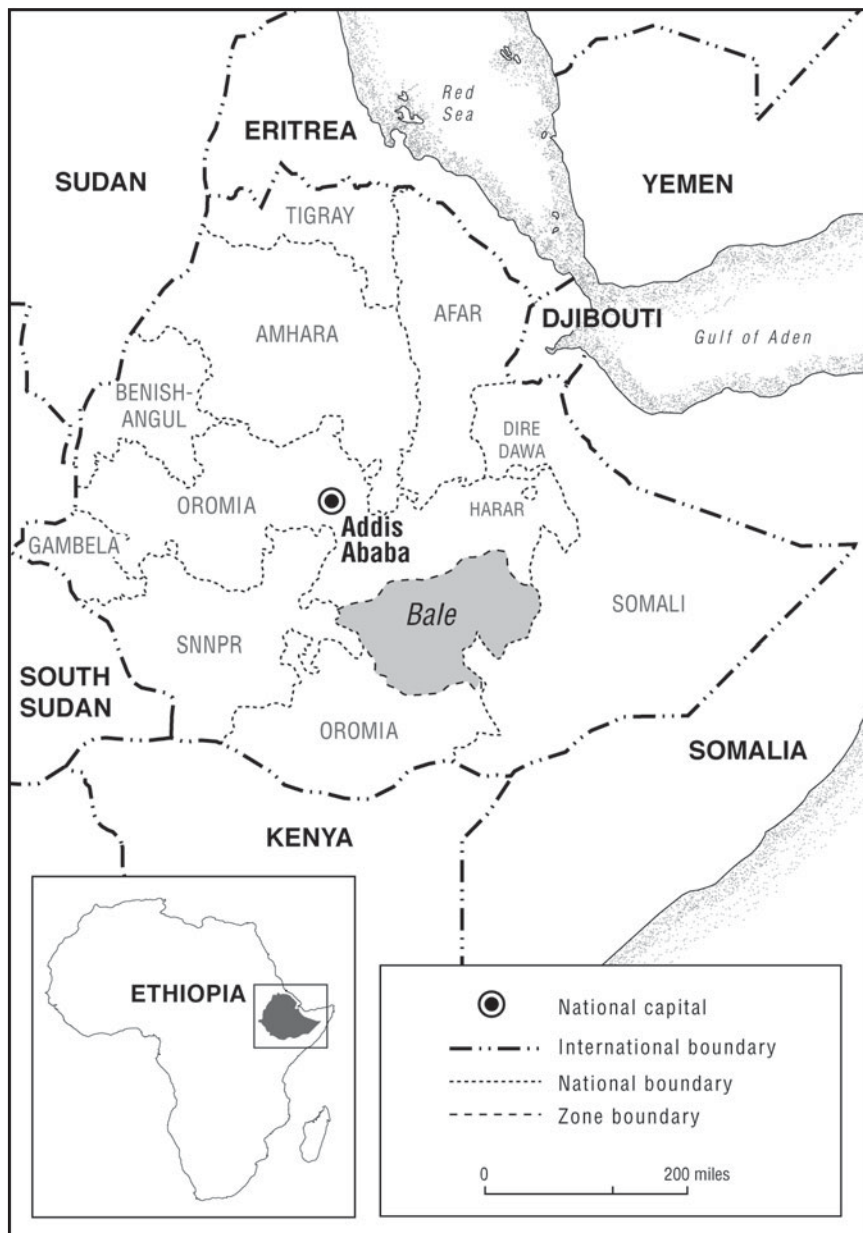 Red
Sea
ERITREA
SUDAN
YEMEN
TIGRAY
AFAR
DJIBOUTI
AMHARA
Gulf of Aden
BENISH-
ANGUL
DIRE
DAWA
OROMIA
HARAR
Addis
Ababa
GAMBELA
SOMALI
Bale
SNNPR
SOUTH
SUDAN
OROMIA
SOMALIA
KENYA
ETHIOPIA
National capital
International boundary
National boundary
Zone boundary
0 200 miles